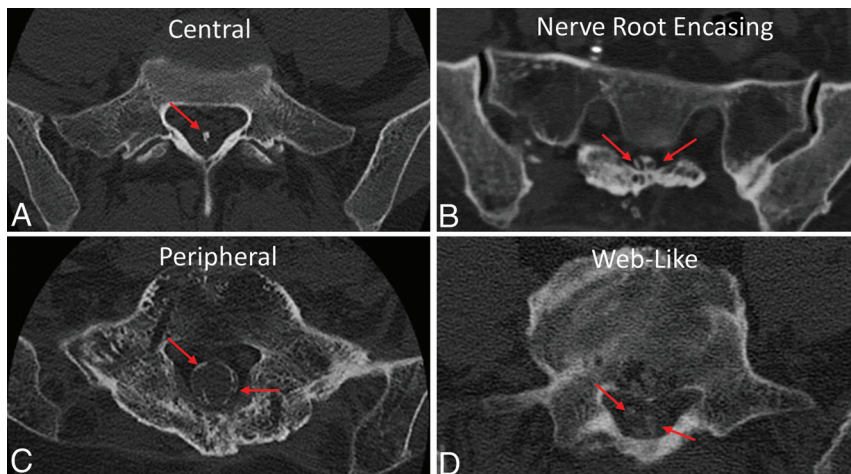 Central
A
Nerve Root Encasing
B
Peripheral
C
Web-Like
D